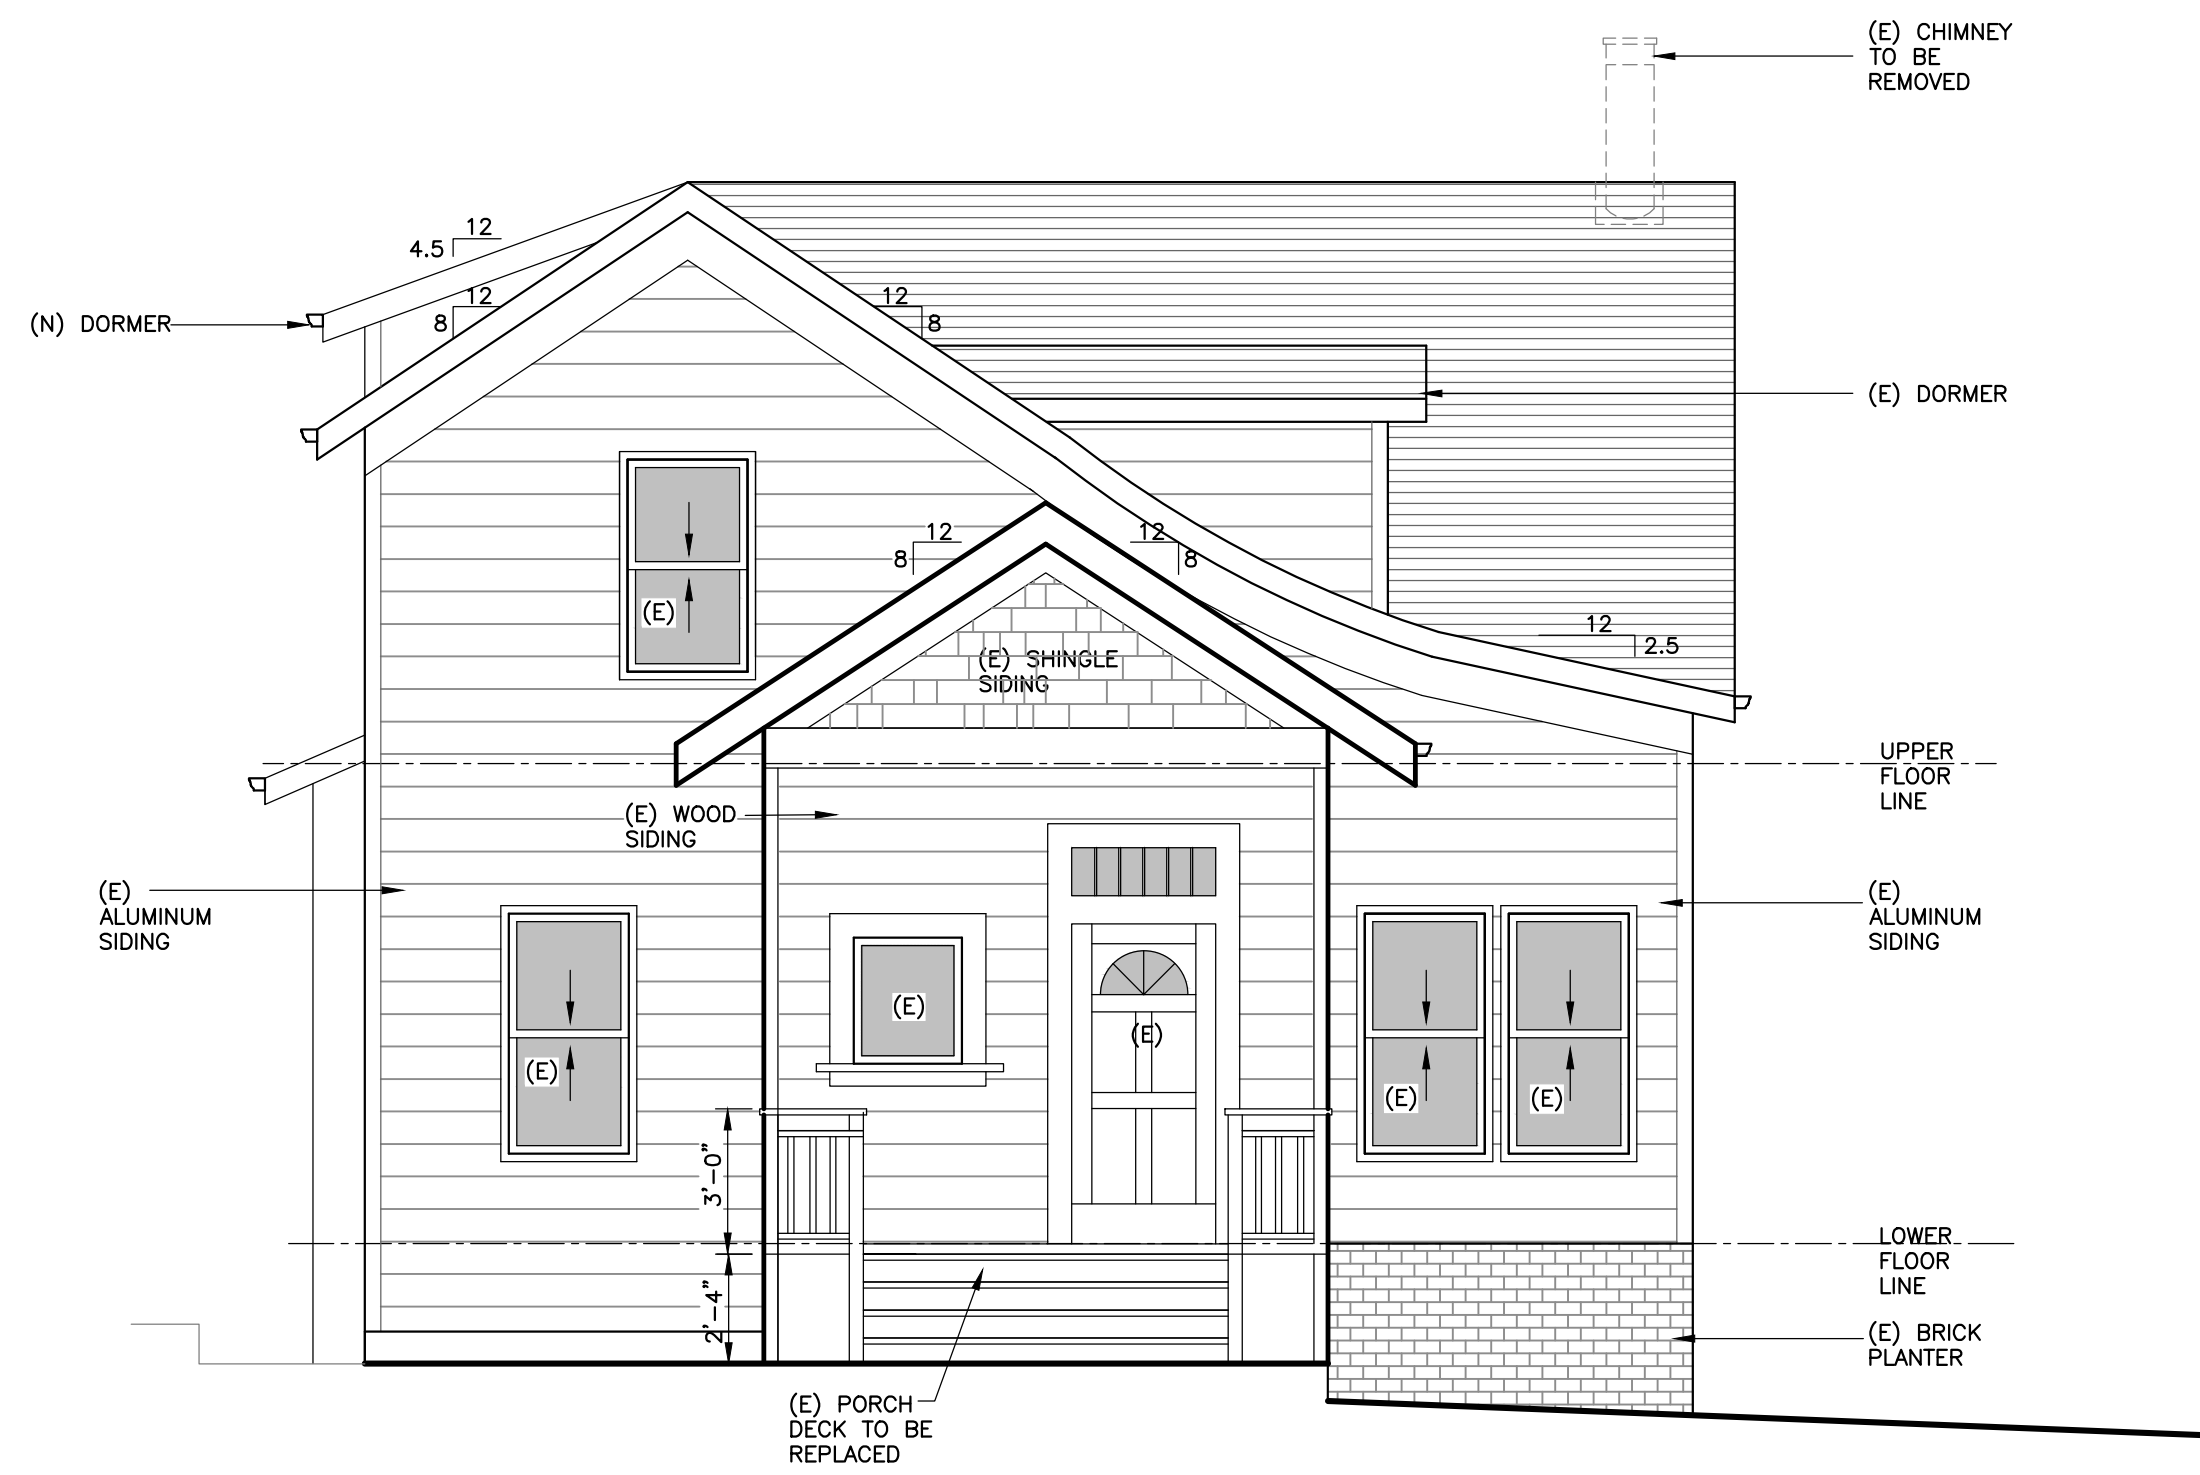 (E) CHIMNEY
TO BE
REMOVED
12
4.5
12
8
12
8
(N) DORMER
(E) DORMER
12
8
12
8
(E)
12
2.5
(E) SHINGLE
SIDING
UPPER
FLOOR
LINE
(E) WOOD
SIDING
(E)
ALUMINUM
SIDING
(E)
ALUMINUM
SIDING
(E)
(E)
(E)
(E)
(E)
3'-0"
2'-4"
LOWER
FLOOR
LINE
(E) BRICK
PLANTER
(E) PORCH
DECK TO BE
REPLACED